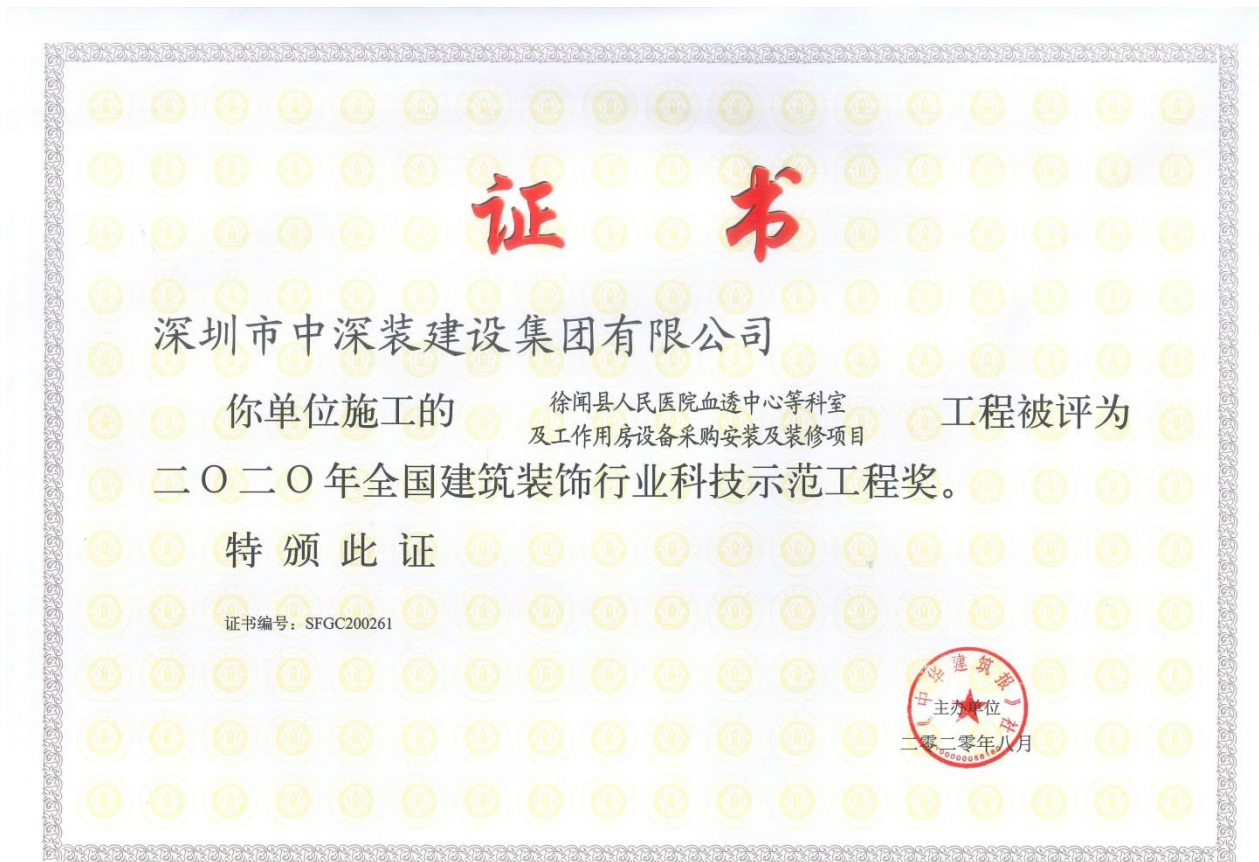 证 书
深圳市中深装建设集团有限公司
你单位施工的 徐闻县人民医院血透中心等科室及工作用房设备采购安装及装修项目 工程被评为
二〇二〇年全国建筑装饰行业科技示范工程奖。
特颁此证
证书编号：SFGC200261
《中华建筑报》社
主办单位
二零二零年八月